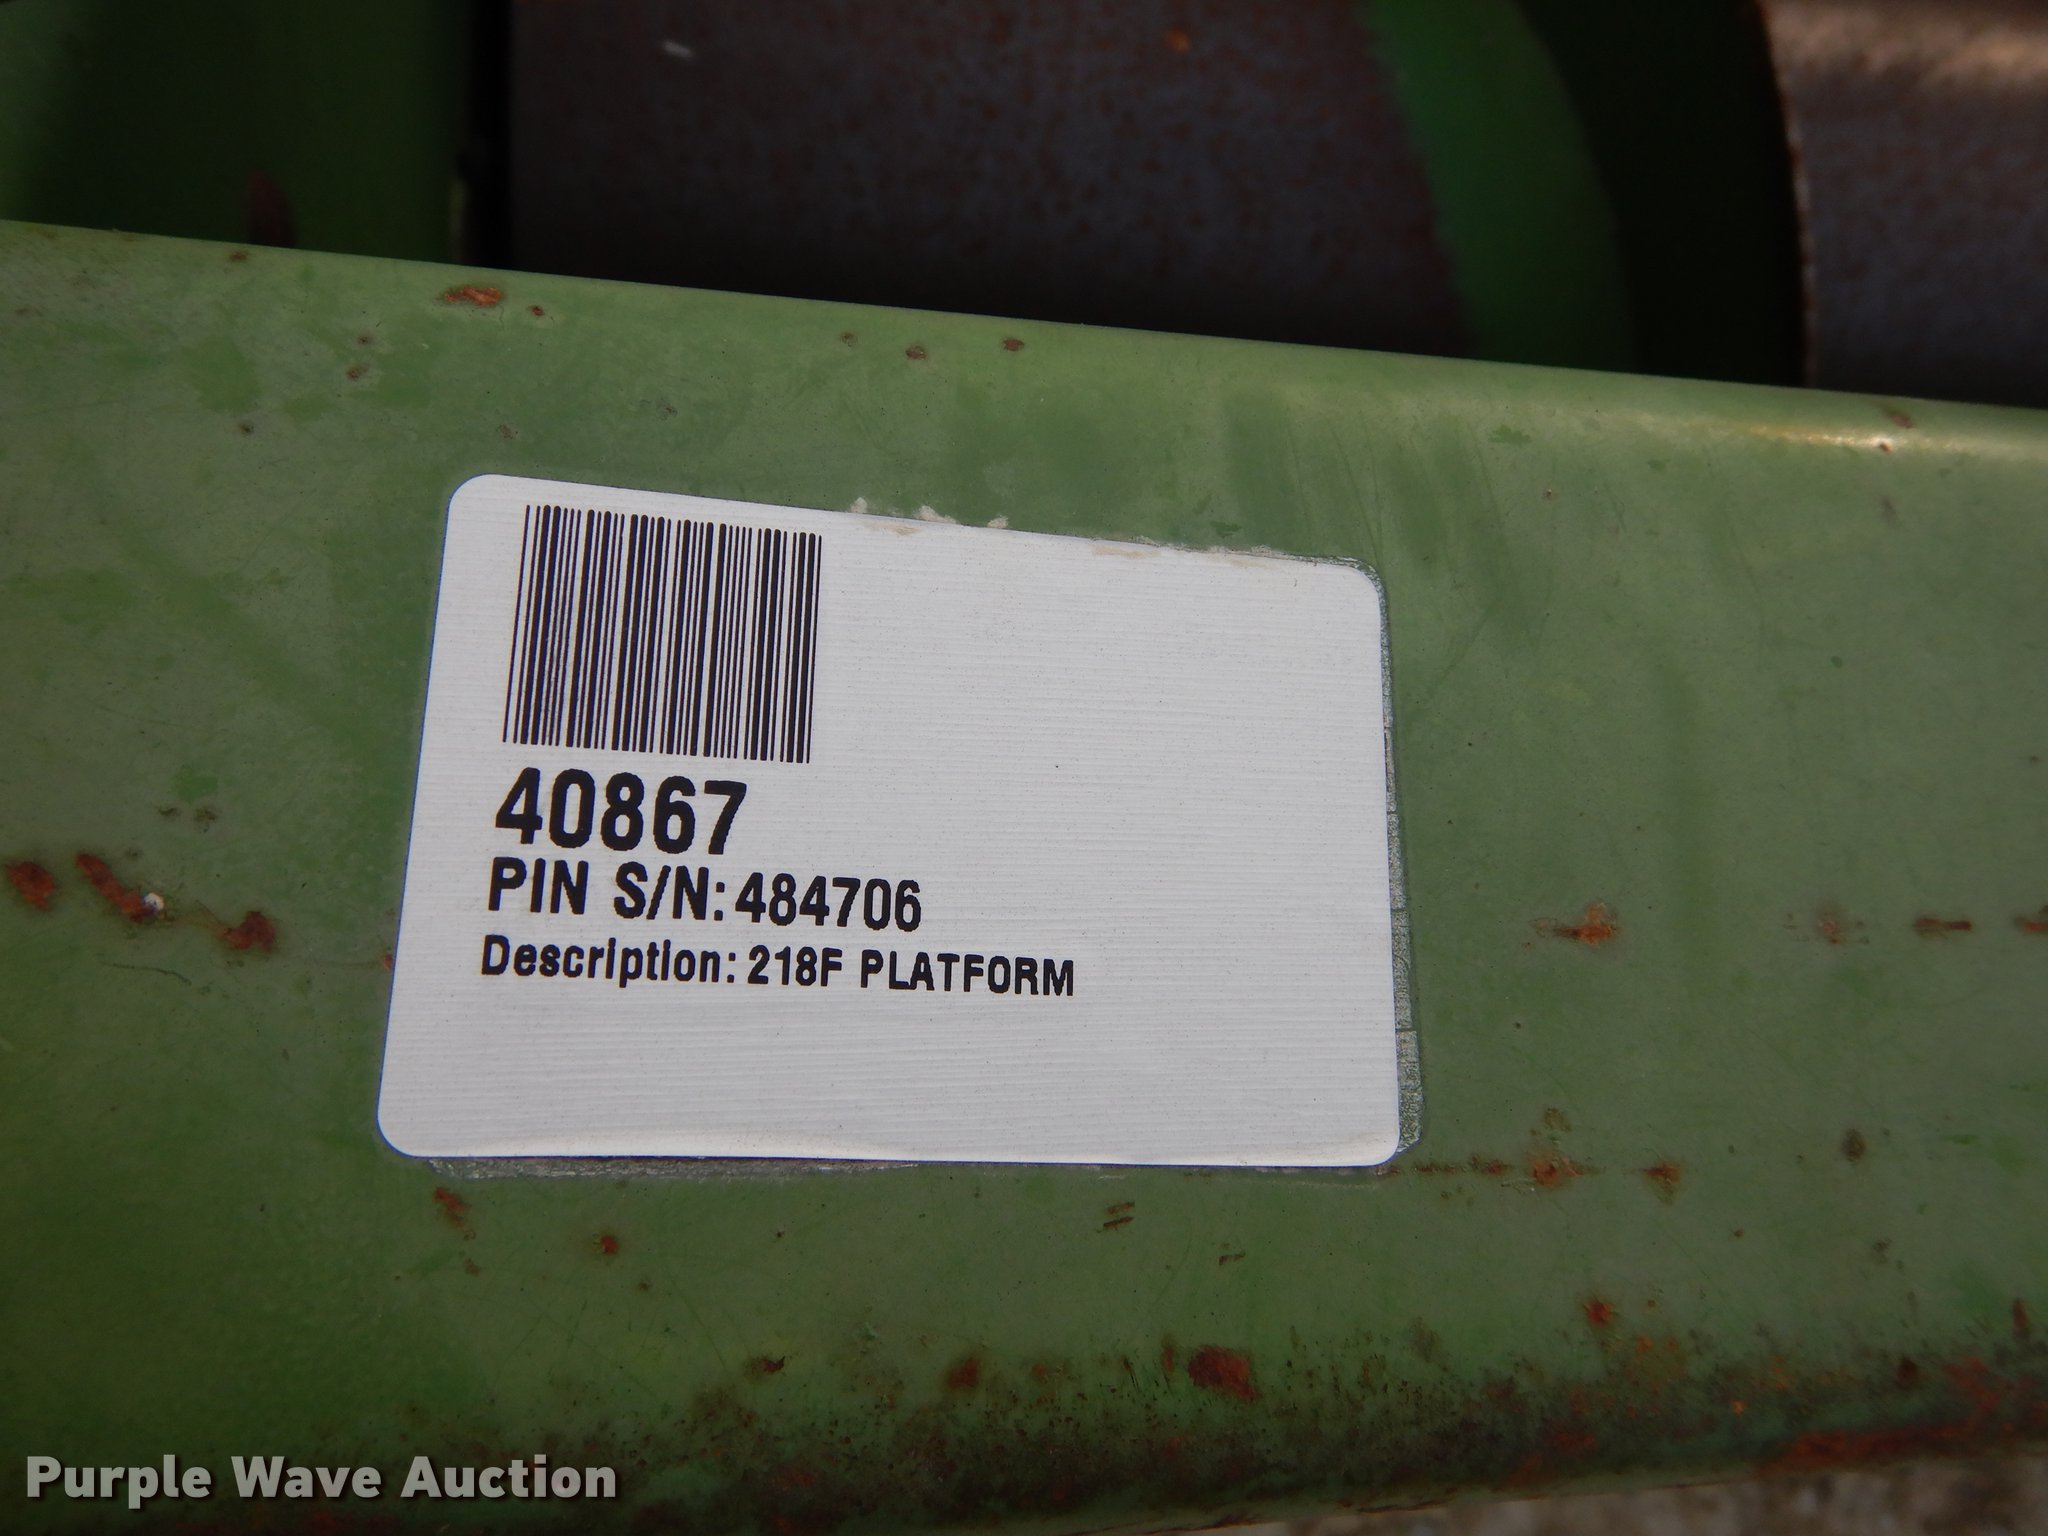 40867
PIN S/N: 484706
Description: 218F PLATFORM
Purple Wave Auction